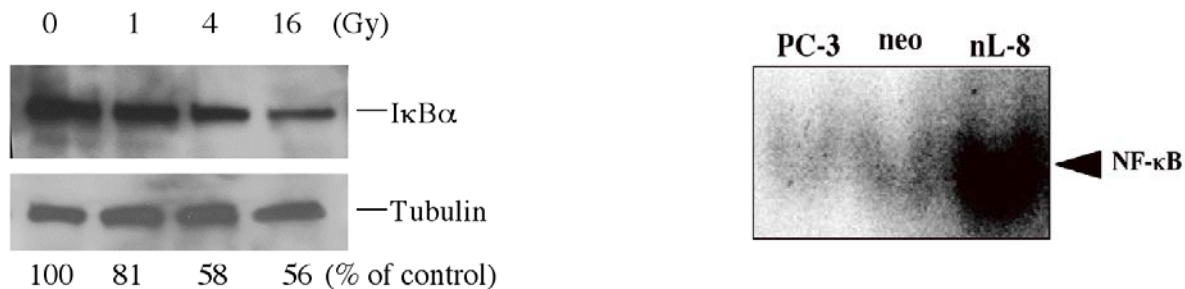 0 1 4 16 (Gy)
IκBα
Tubulin
100 81 58 56 (% of control)
PC-3 neo nL-8
NF-κB